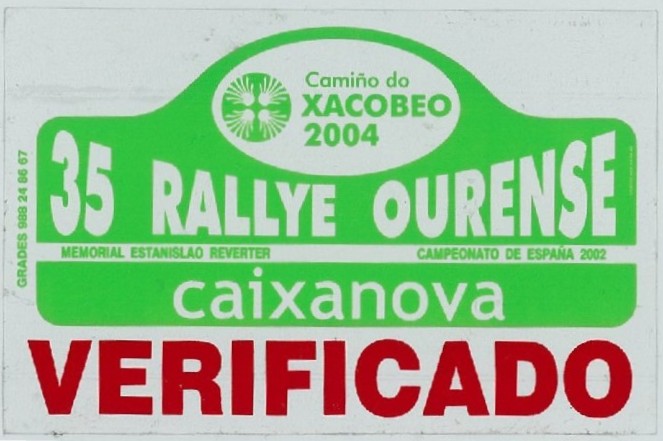 Camiño do
XACOBEO
2004
35 RALLYE OURENSE
MEMORIAL ESTANISLAO REVERTER
CAMPEONATO DE ESPAÑA 2002
caixanova
VERIFICADO
GRADES 988 24 86 67